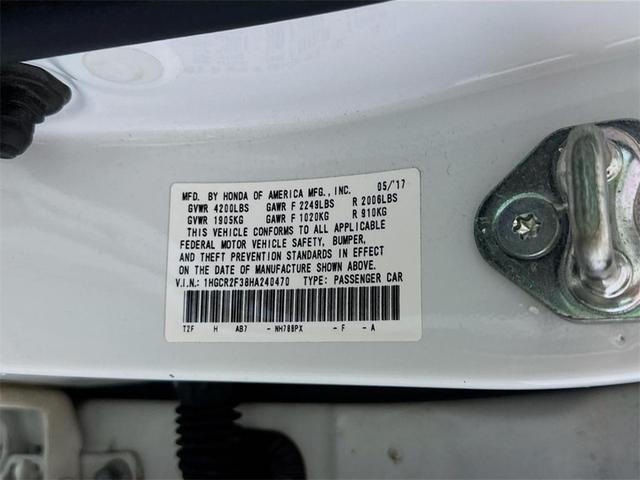 MFD. BY HONDA OF AMERICA MFG., INC. 05/'17
GVWR 4200LBS GAWR F 2249LBS R 2006LBS
GVWR 1905KG GAWR F 1020KG R 910KG
THIS VEHICLE CONFORMS TO ALL APPLICABLE
FEDERAL MOTOR VEHICLE SAFETY, BUMPER,
AND THEFT PREVENTION STANDARDS IN EFFECT
ON THE DATE OF MANUFACTURE SHOWN ABOVE.
V.I.N.: 1HGCR2F38HA240470 TYPE: PASSENGER CAR
T2F H AB7 - NH788PX - F - A